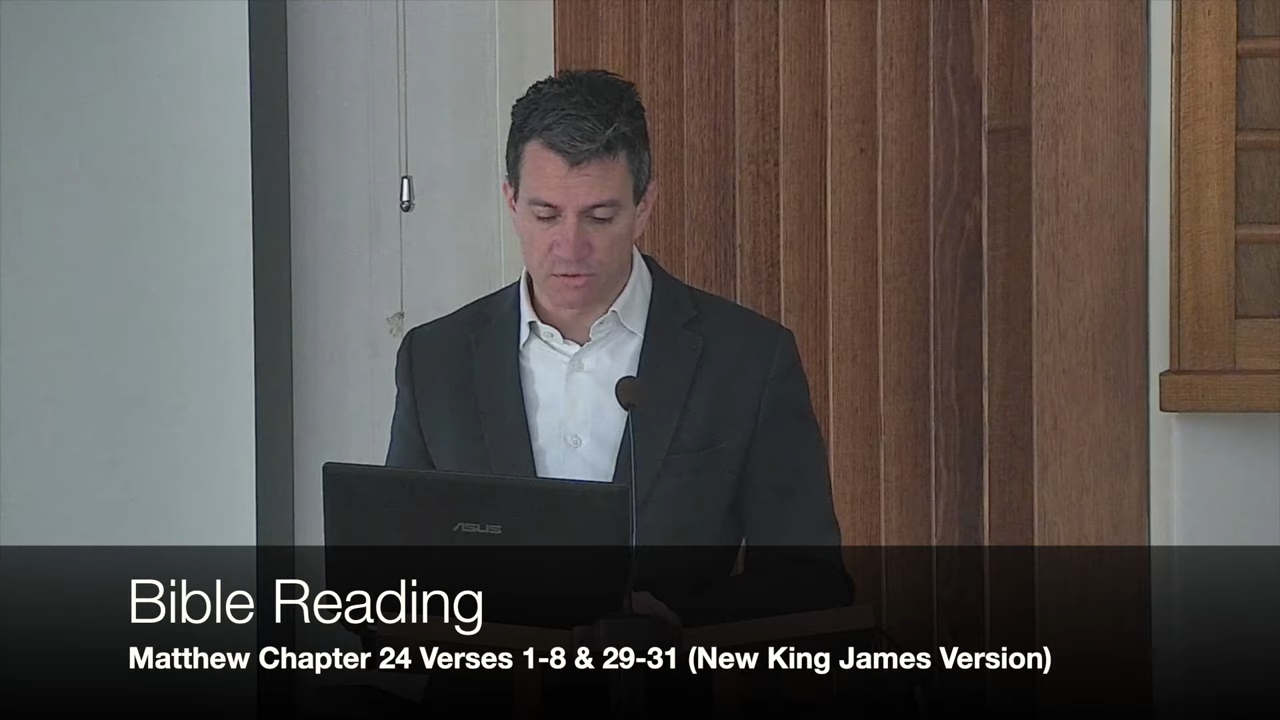 ASUS
Bible Reading
Matthew Chapter 24 Verses 1-8 & 29-31 (New King James Version)